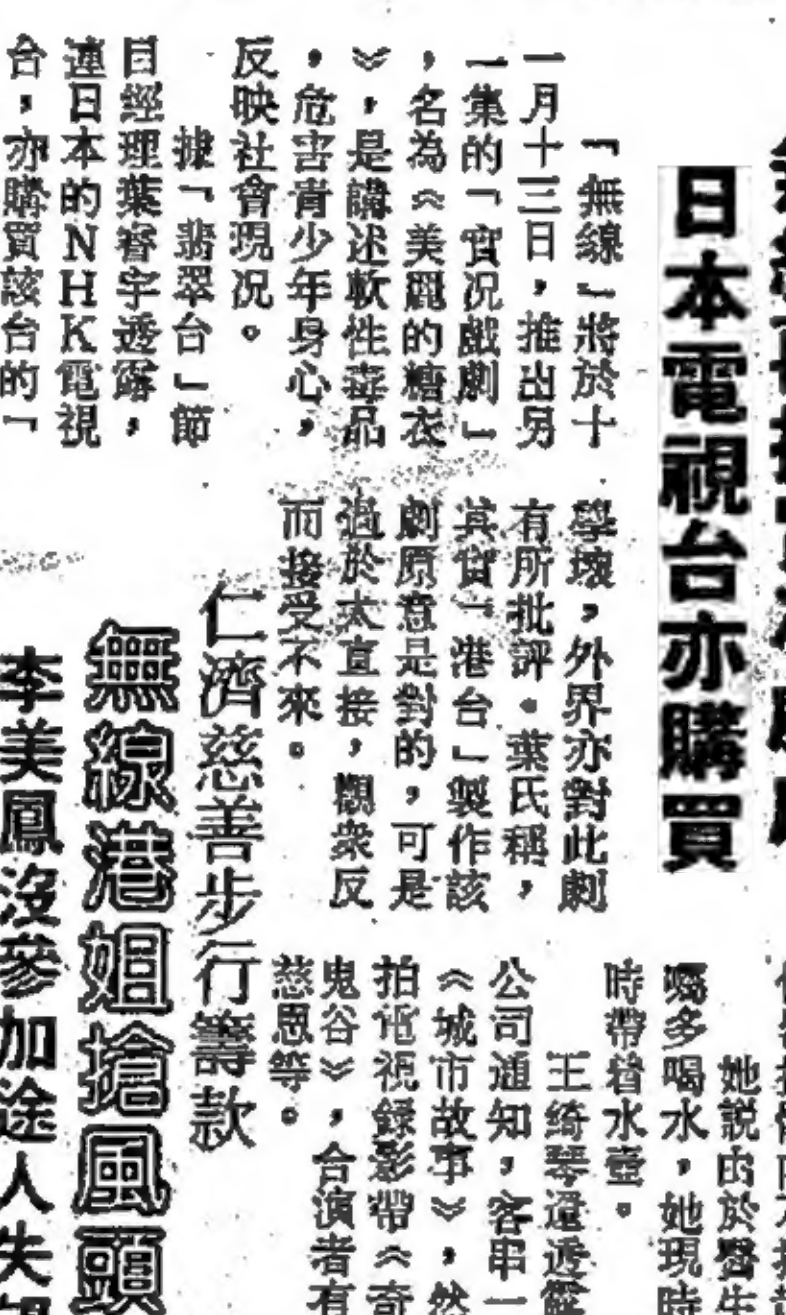 日本電視台亦購買
「無線」將於十
一月十三日，推出另
一集的「實況戲劇」
，名為《美麗的糖衣
》，是講述軟性毒品
，危害青少年身心，
反映社會現況。
據「翡翠台」節
目經理葉睿宇透露，
連日本的NHK電視
台，亦購買該台的「
學壞，外界亦對此劇
有所批評。葉氏稱，
其實「港台」製作該
劇原意是對的，可是
過於太直接，觀衆反
而接受不來。
她説由於醫生
囑多喝水，她現時
時帶着水壺。
王綺琴還透露
公司通知，客串一
《城市故事》，然
拍電視錄影帶《奇
鬼谷》，合演者有
慈恩等。
仁濟慈善步行籌款
無線港姐搶風頭
李美鳳沒參加途人失望